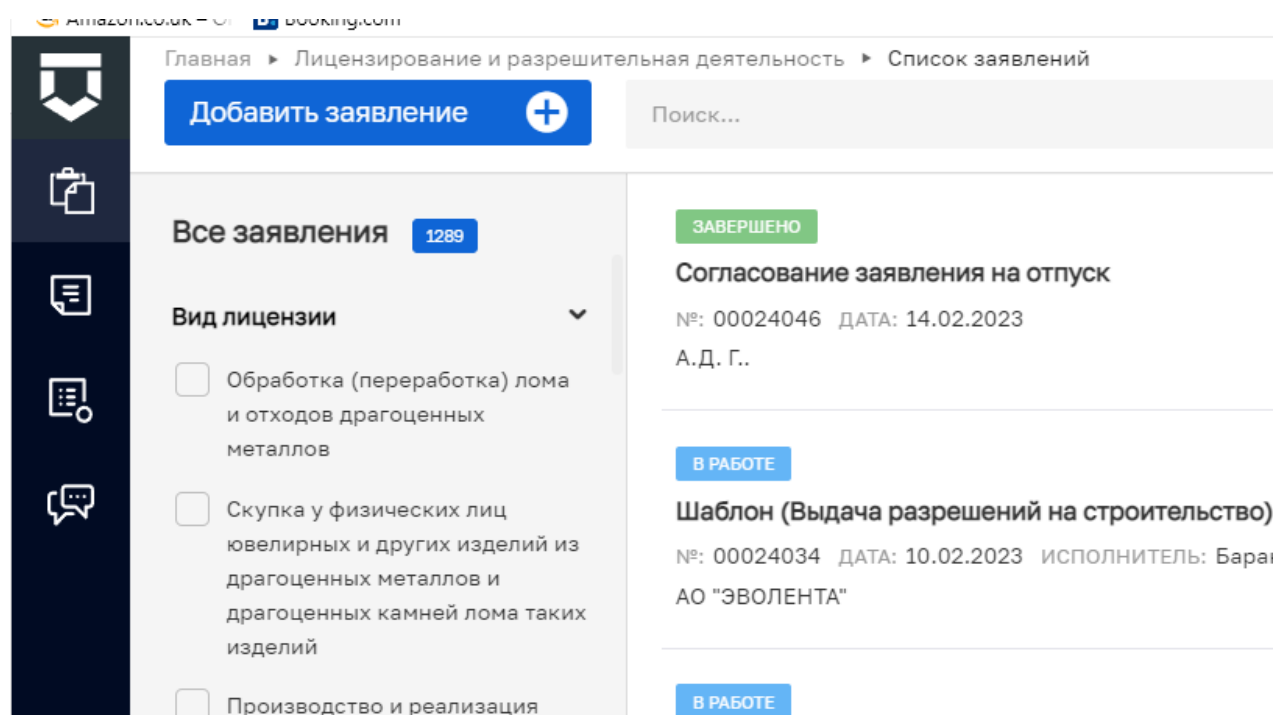 Amazon.co.uk – Booking.com
Главная ▸ Лицензирование и разрешительная деятельность ▸ Список заявлений
Добавить заявление
Поиск...
Все заявления 1289
Вид лицензии
Обработка (переработка) лома
и отходов драгоценных
металлов
Скупка у физических лиц
ювелирных и других изделий из
драгоценных металлов и
драгоценных камней лома таких
изделий
Производство и реализация
ЗАВЕРШЕНО
Согласование заявления на отпуск
№: 00024046 ДАТА: 14.02.2023
А.Д. Г..
В РАБОТЕ
Шаблон (Выдача разрешений на строительство)
№: 00024034 ДАТА: 10.02.2023 ИСПОЛНИТЕЛЬ:
АО "ЭВОЛЕНТА"
В РАБОТЕ